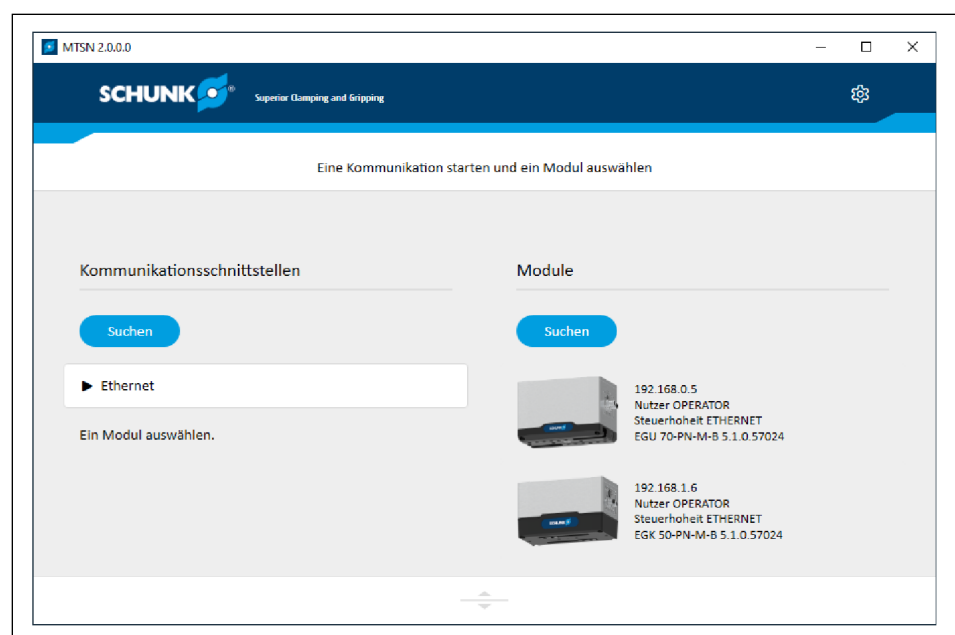 MTSN 2.0.0.0
SCHUNK
Superior Clamping and Gripping
Eine Kommunikation starten und ein Modul auswählen
Kommunikationsschnittstellen
Suchen
Ethernet
Ein Modul auswählen.
Module
Suchen
192.168.0.5
Nutzer OPERATOR
Steuerhoheit ETHERNET
EGU 70-PN-M-B 5.1.0.57024
192.168.1.6
Nutzer OPERATOR
Steuerhoheit ETHERNET
EGK 50-PN-M-B 5.1.0.57024
SCHUNK